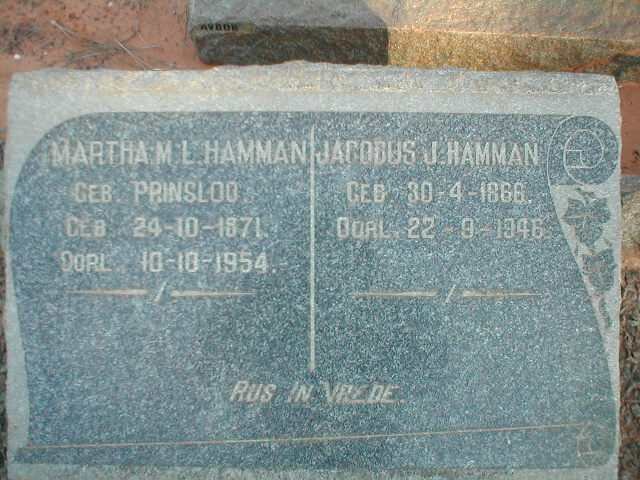 AVBOB
MARTHA.M.L.HAMMAN
GEB. PRINSLOO.
GEB. 24-10-1871.
OORL. 10-10-1954.
JACOBUS J.HAMMAN
GEB. 30-4-1866.
OORL. 22-9-1946.
RUS IN VREDE.